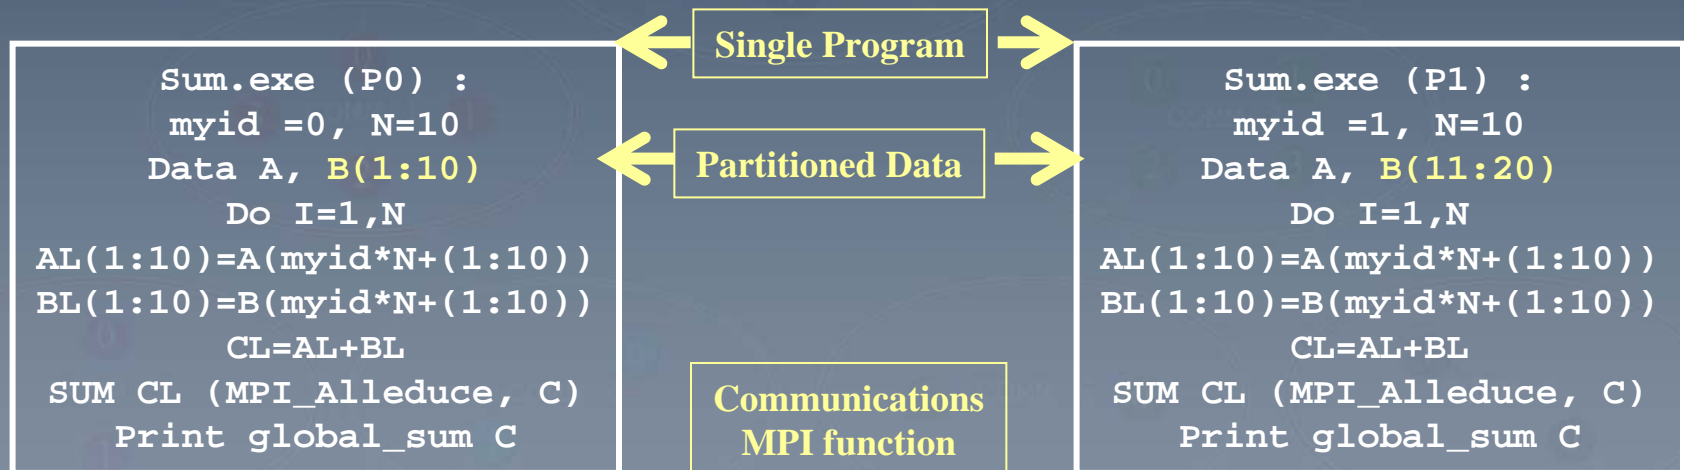 Single Program
Sum.exe (P0) :
myid =0, N=10
Data A, B(1:10)
Do I=1,N
AL(1:10)=A(myid*N+(1:10))
BL(1:10)=B(myid*N+(1:10))
CL=AL+BL
SUM CL (MPI_Alleduce, C)
Print global_sum C
Partitioned Data
Communications
MPI function
Sum.exe (P1) :
myid =1, N=10
Data A, B(11:20)
Do I=1,N
AL(1:10)=A(myid*N+(1:10))
BL(1:10)=B(myid*N+(1:10))
CL=AL+BL
SUM CL (MPI_Alleduce, C)
Print global_sum C